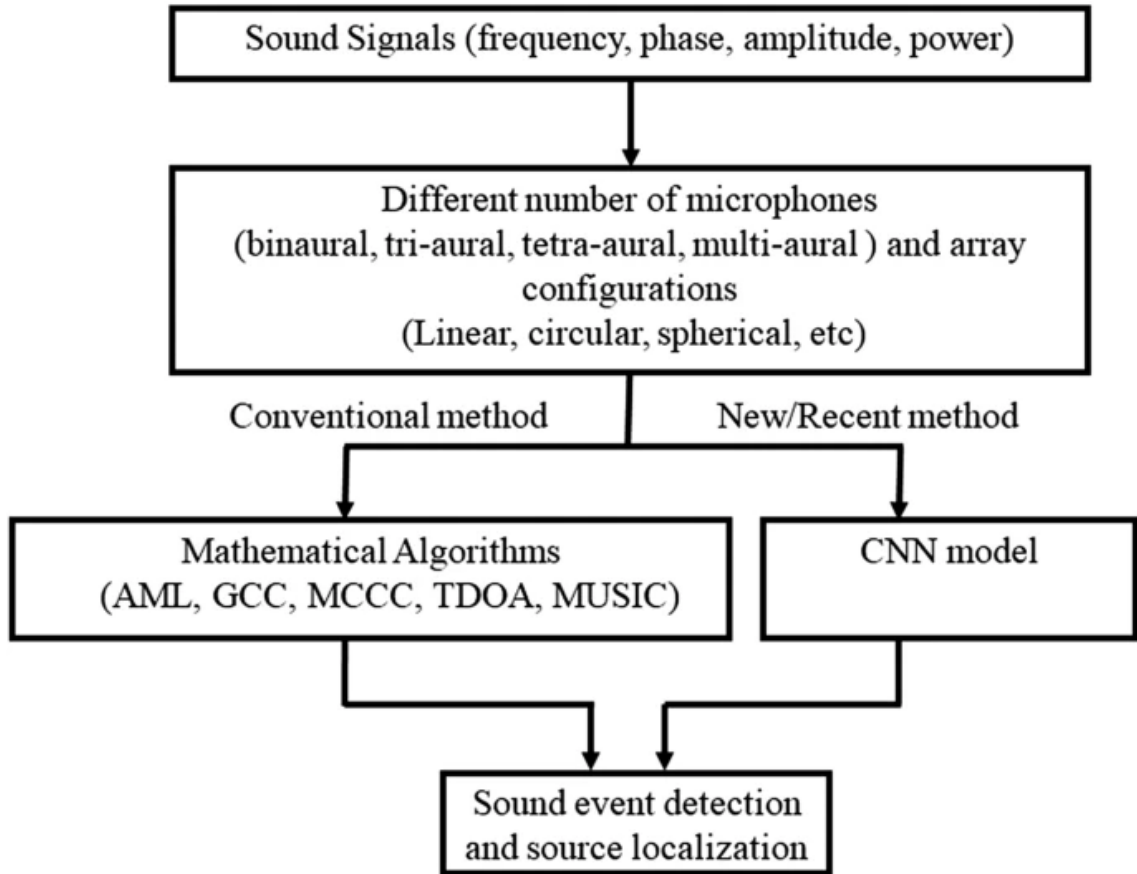 Sound Signals (frequency, phase, amplitude, power)
Different number of microphones
(binaural, tri-aural, tetra-aural, multi-aural ) and array
configurations
(Linear, circular, spherical, etc)
Conventional method
New/Recent method
Mathematical Algorithms
(AML, GCC, MCCC, TDOA, MUSIC)
CNN model
Sound event detection
and source localization